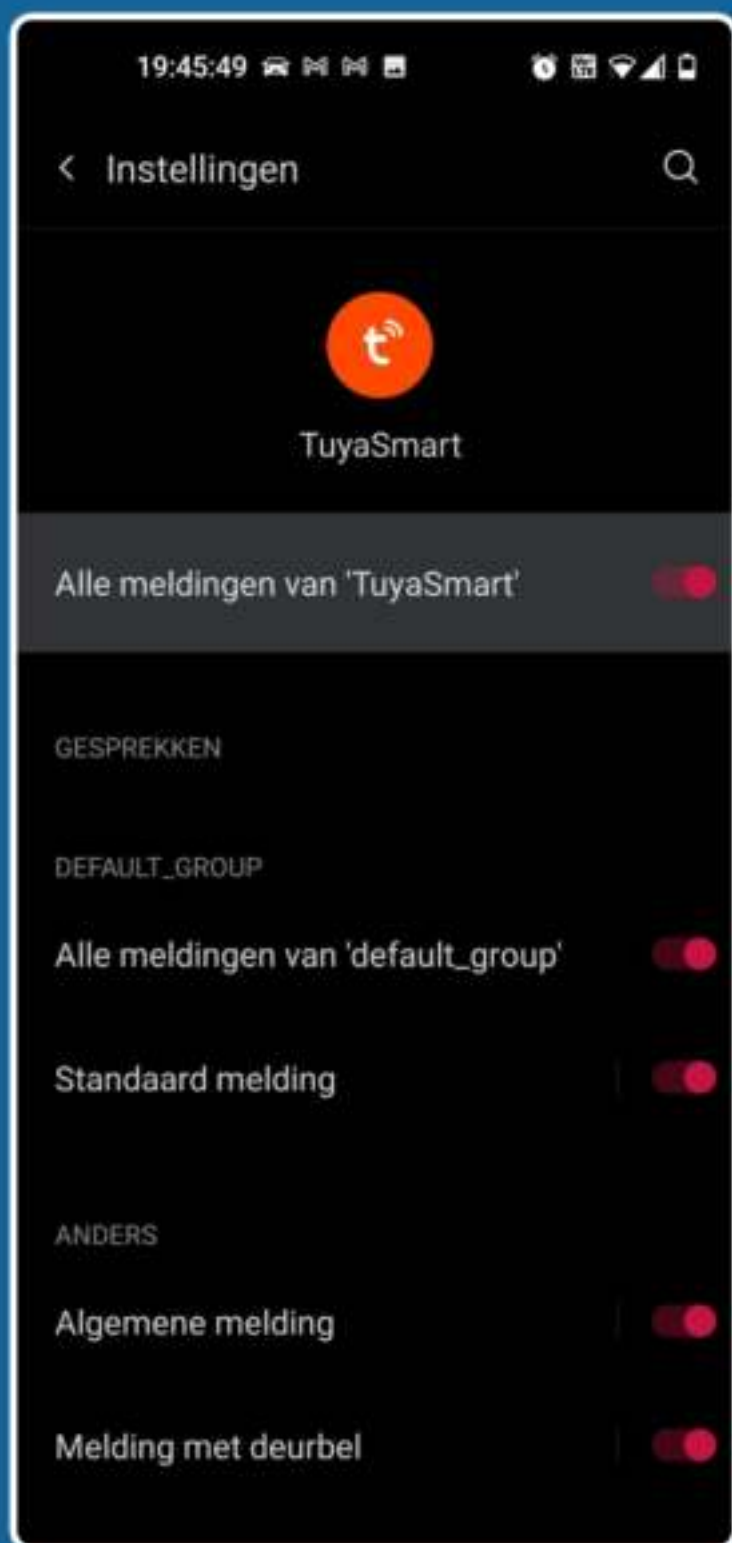 19:45:49
Instellingen
t
TuyaSmart
Alle meldingen van 'TuyaSmart'
GESPREKKEN
DEFAULT_GROUP
Alle meldingen van 'default_group'
Standaard melding
ANDERS
Algemene melding
Melding met deurbel